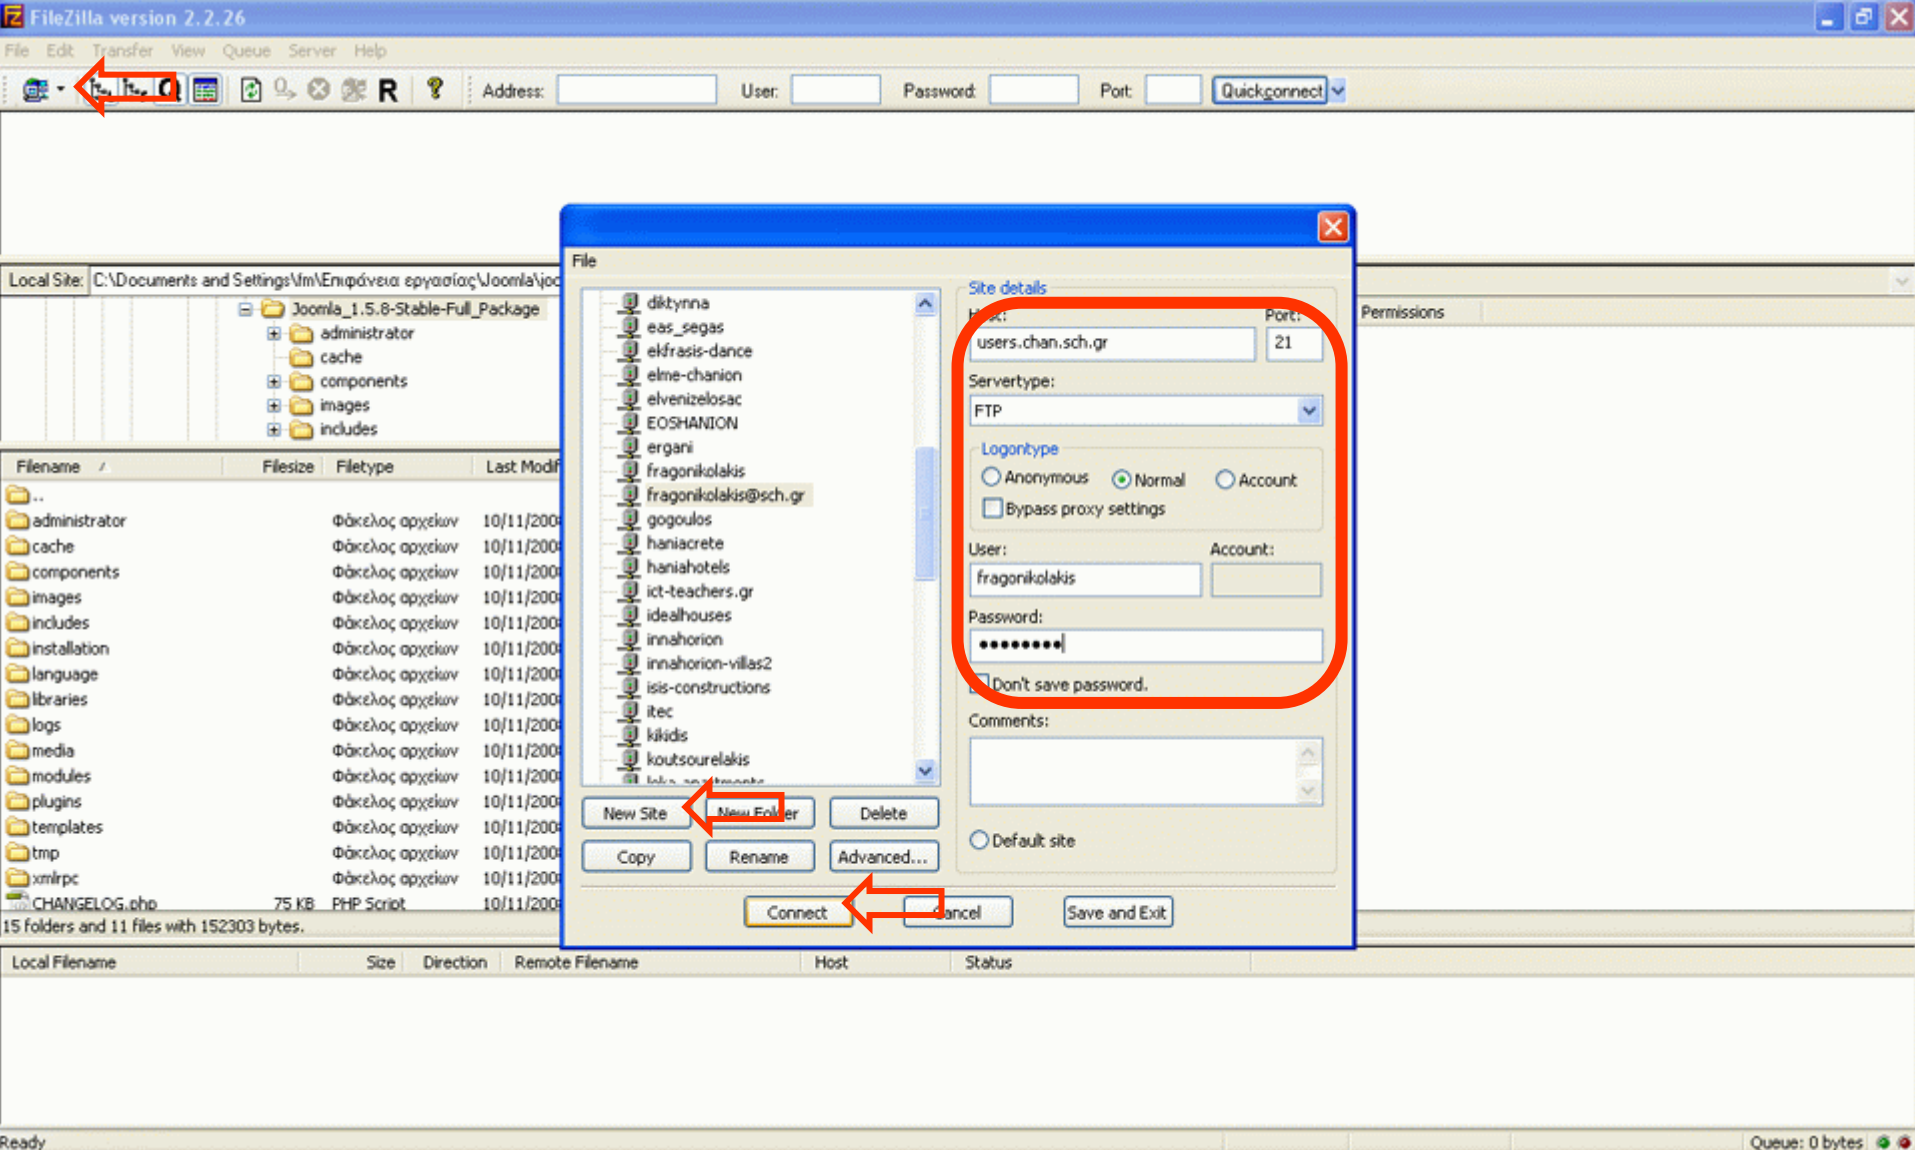 FileZilla version 2.2.26
File Edit Transfer View Queue Server Help
Address: User: Password: Port: Quickconnect
Local Site: C:\Documents and Settings\fm\Επιφάνεια εργασίας\Joomla\joo
Joomla_1.5.8-Stable-Full_Package
administrator
cache
components
images
includes
Filename Filesize Filetype Last Modif
..
administrator Φάκελος αρχείων 10/11/200
cache Φάκελος αρχείων 10/11/200
components Φάκελος αρχείων 10/11/200
images Φάκελος αρχείων 10/11/200
includes Φάκελος αρχείων 10/11/200
installation Φάκελος αρχείων 10/11/200
language Φάκελος αρχείων 10/11/200
libraries Φάκελος αρχείων 10/11/200
logs Φάκελος αρχείων 10/11/200
media Φάκελος αρχείων 10/11/200
modules Φάκελος αρχείων 10/11/200
plugins Φάκελος αρχείων 10/11/200
templates Φάκελος αρχείων 10/11/200
tmp Φάκελος αρχείων 10/11/200
xmlrpc Φάκελος αρχείων 10/11/200
CHANGELOG.php 75 KB PHP Script 10/11/200
15 folders and 11 files with 152303 bytes.
File
diktynna
eas_segas
ekfrasis-dance
elme-chanion
elvenizelosac
EOSHANION
ergani
fragonikolakis
fragonikolakis@sch.gr
gogoulos
haniacrete
haniahotels
ict-teachers.gr
idealhouses
innahorion
innahorion-villas2
isis-constructions
itec
kikidis
koutsourelakis
New Site New Folder Delete
Copy Rename Advanced...
Site details
Host: Port:
users.chan.sch.gr 21
Servertype:
FTP
Logontype
Anonymous Normal Account
Bypass proxy settings
User: Account:
fragonikolakis
Password:
••••••••
Don't save password.
Comments:
Default site
Connect Cancel Save and Exit
Permissions
Local Filename Size Direction Remote Filename Host Status
Ready Queue: 0 bytes